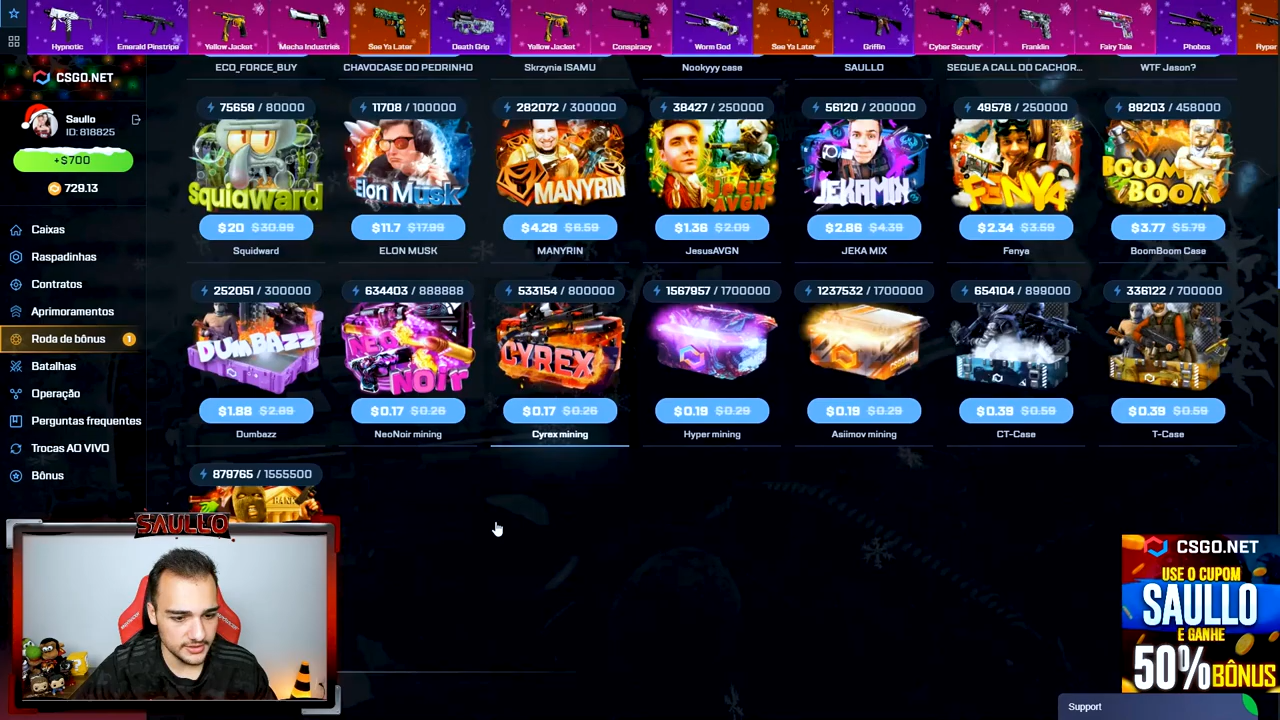 Hypnotic
Emerald Pinstripe
Yellow Jacket
Mecha Industries
See Ya Later
Death Grip
Yellow Jacket
Conspiracy
Worm God
See Ya Later
Griffin
Cyber Security
Franklin
Fairy Tale
Phobos
Hyper
CSGO.NET
Saullo
ID: 818825
+$700
729.13
Caixas
Raspadinhas
Contratos
Aprimoramentos
Roda de bônus 1
Batalhas
Operação
Perguntas frequentes
Trocas AO VIVO
Bônus
ECO_FORCE_BUY
CHAVOCASE DO PEDRINHO
Skrzynia ISAMU
Nookyyy case
SAULLO
SEGUE A CALL DO CACHOR...
WTF Jason?
75659 / 80000
Squidward
$20 $30.99
Squidward
11708 / 100000
Elon Musk
$11.7 $17.99
ELON MUSK
282072 / 300000
MANYRIN
$4.29 $6.59
MANYRIN
38427 / 250000
JESUS
AVGN
$1.36 $2.09
JesusAVGN
56120 / 200000
JEKAMIX
$2.86 $4.39
JEKA MIX
49578 / 250000
FENYA
$2.34 $3.59
Fenya
89203 / 458000
BOOM
BOOM
$3.77 $5.79
BoomBoom Case
252051 / 300000
DUMBAZZ
$1.88 $2.89
Dumbazz
634403 / 888888
NEO
NOIR
$0.17 $0.26
NeoNoir mining
533154 / 800000
CYREX
$0.17 $0.26
Cyrex mining
1567957 / 1700000
$0.19 $0.29
Hyper mining
1237532 / 1700000
$0.19 $0.29
Asiimov mining
654104 / 899000
$0.39 $0.59
CT-Case
336122 / 700000
$0.39 $0.59
T-Case
879765 / 1555500
BANK
SAULLO
CSGO.NET
USE O CUPOM
SAULLO
E GANHE
50% BÔNUS
Support